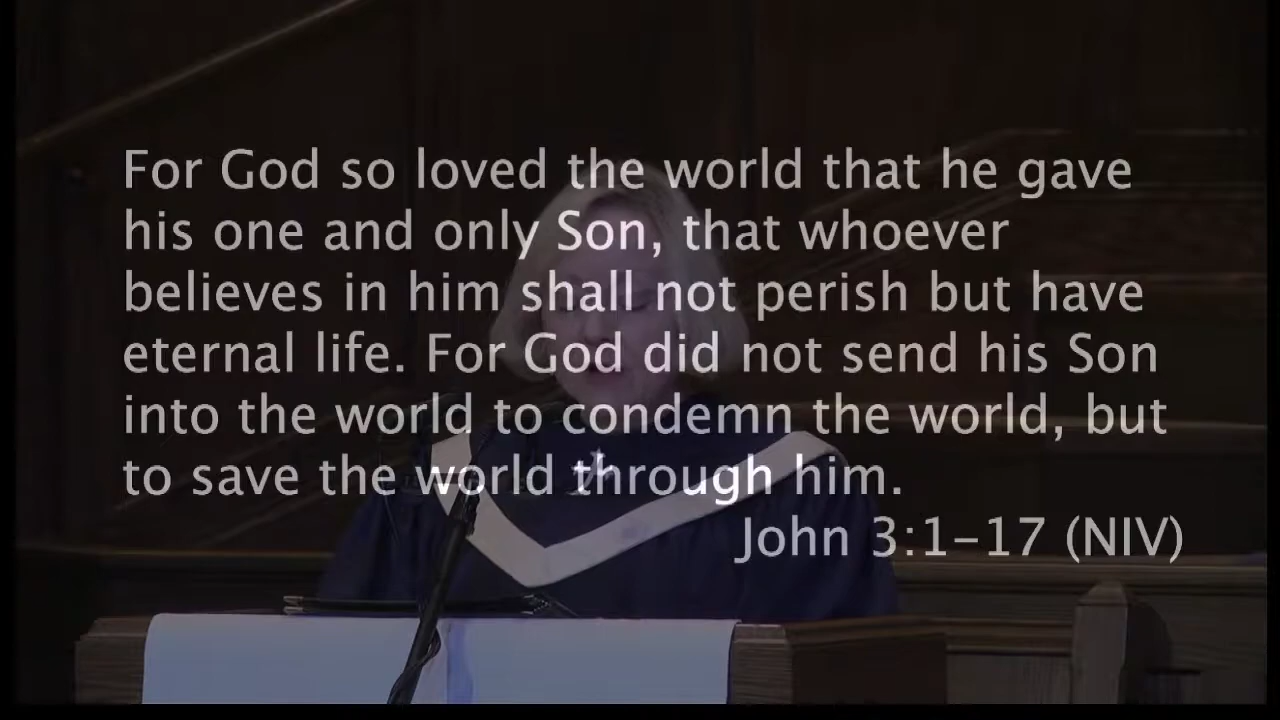 For God so loved the world that he gave
his one and only Son, that whoever
believes in him shall not perish but have
eternal life. For God did not send his Son
into the world to condemn the world, but
to save the world through him.
John 3:1–17 (NIV)